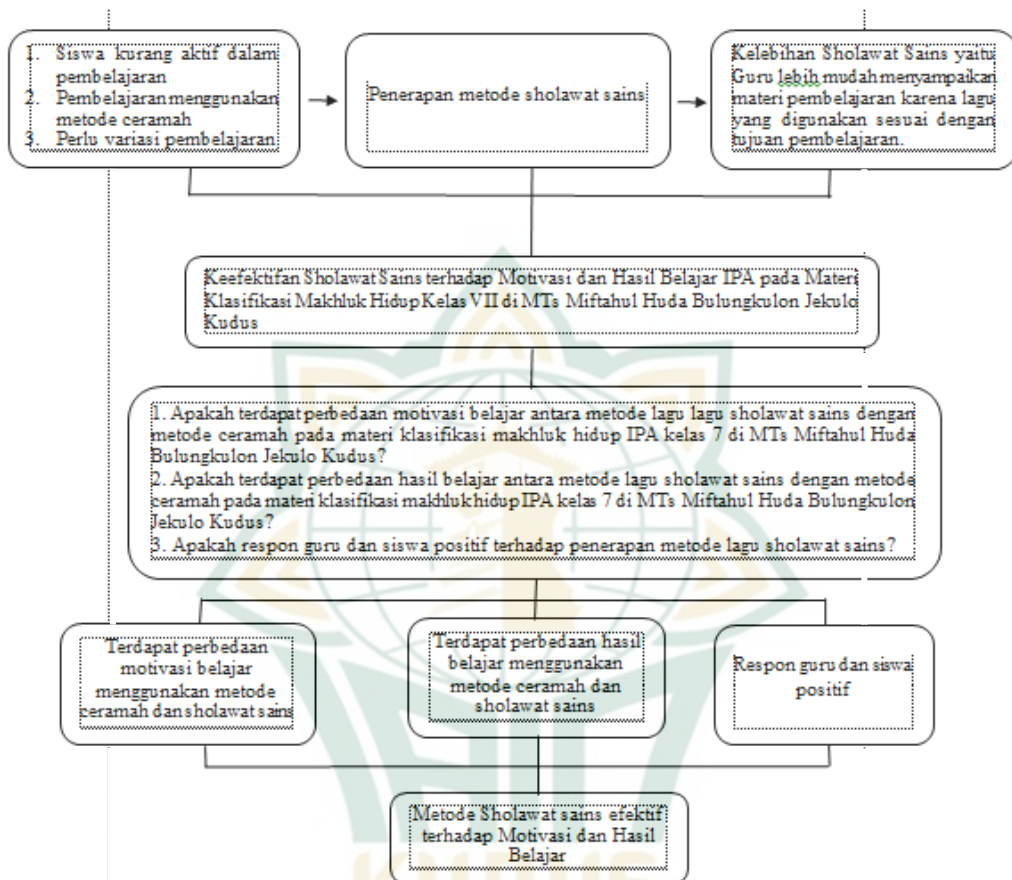 1. Siswa kurang aktif dalam
pembelajaran
2. Pembelajaran menggunakan
metode ceramah
3. Perlu variasi pembelajaran
Penerapan metode sholawat sains
Kelebihan Sholawat Sains yaitu
Guru lebih mudah menyampaikan
materi pembelajaran karena lagu
yang digunakan sesuai dengan
tujuan pembelajaran.
Keefektifan Sholawat Sains terhadap Motivasi dan Hasil Belajar IPA pada Materi
Klasifikasi Makhluk Hidup Kelas VII di MTs Miftahul Huda Bulungkulon Jekulo
Kudus
1. Apakah terdapat perbedaan motivasi belajar antara metode lagu lagu sholawat sains dengan
metode ceramah pada materi klasifikasi makhluk hidup IPA kelas 7 di MTs Miftahul Huda
Bulungkulon Jekulo Kudus?
2. Apakah terdapat perbedaan hasil belajar antara metode lagu sholawat sains dengan metode
ceramah pada materi klasifikasi makhluk hidup IPA kelas 7 di MTs Miftahul Huda Bulungkulon
Jekulo Kudus?
3. Apakah respon guru dan siswa positif terhadap penerapan metode lagu sholawat sains?
Terdapat perbedaan
motivasi belajar
menggunakan metode
ceramah dan sholawat sains
Terdapat perbedaan hasil
belajar menggunakan
metode ceramah dan
sholawat sains
Respon guru dan siswa
positif
Metode Sholawat sains efektif
terhadap Motivasi dan Hasil
Belajar
KUDUS